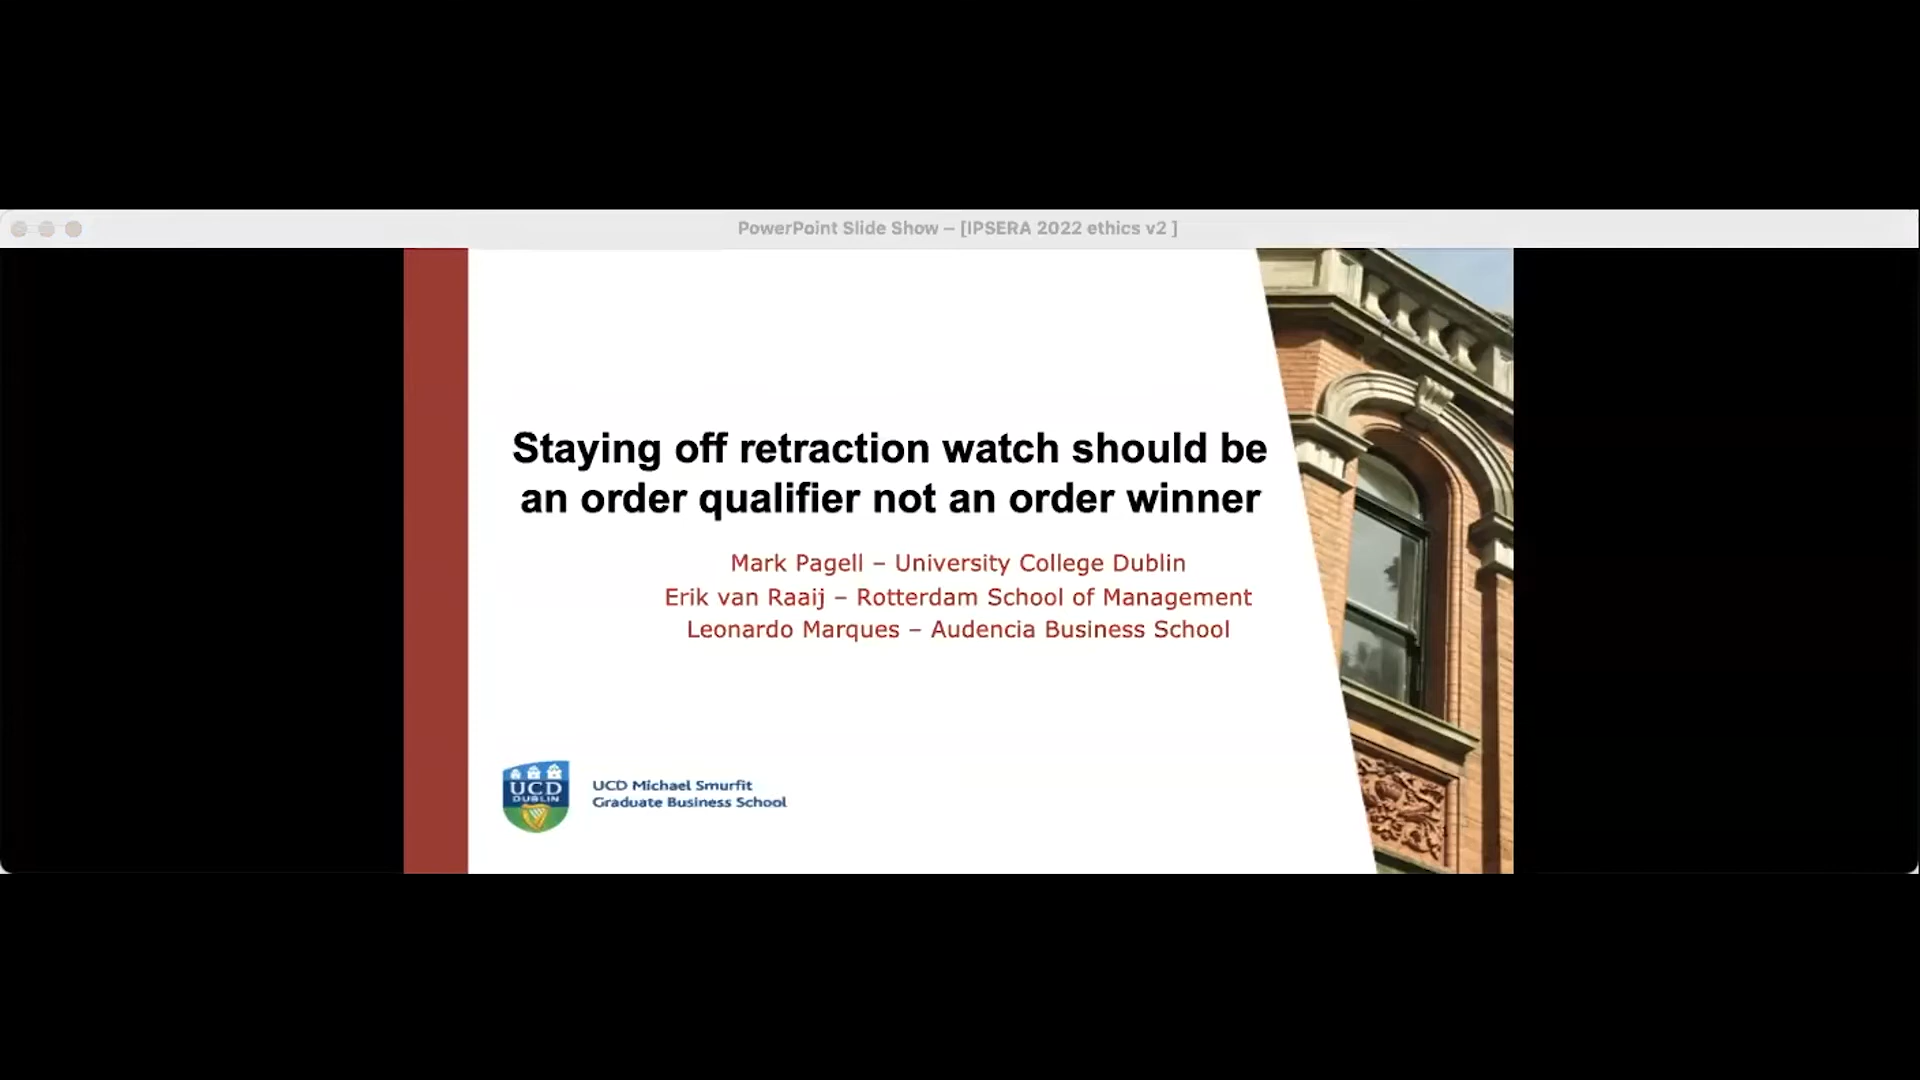 PowerPoint Slide Show – [IPSERA 2022 ethics v2 ]
Staying off retraction watch should be
an order qualifier not an order winner
Mark Pagell – University College Dublin
Erik van Raaij – Rotterdam School of Management
Leonardo Marques – Audencia Business School
UCD
DUBLIN
UCD Michael Smurfit
Graduate Business School